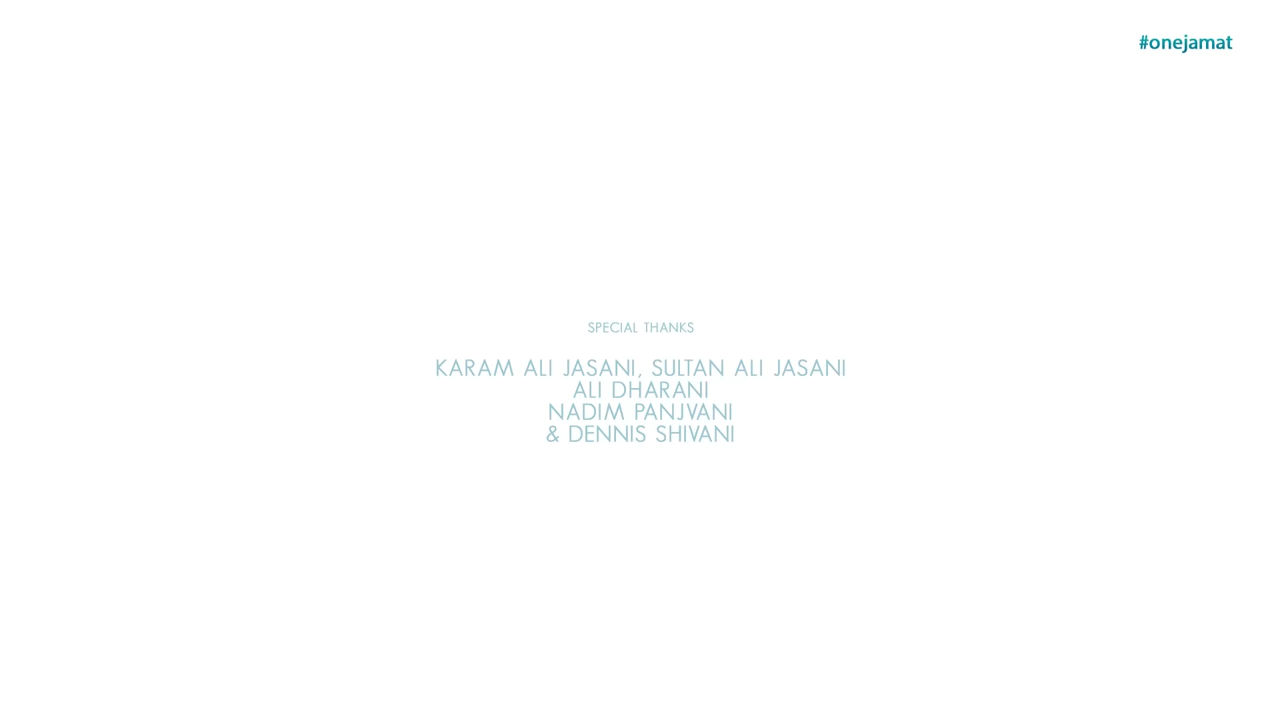 #onejamat
SPECIAL THANKS
KARAM ALI JASANI, SULTAN ALI JASANI
ALI DHARANI
NADIM PANJVANI
& DENNIS SHIVANI